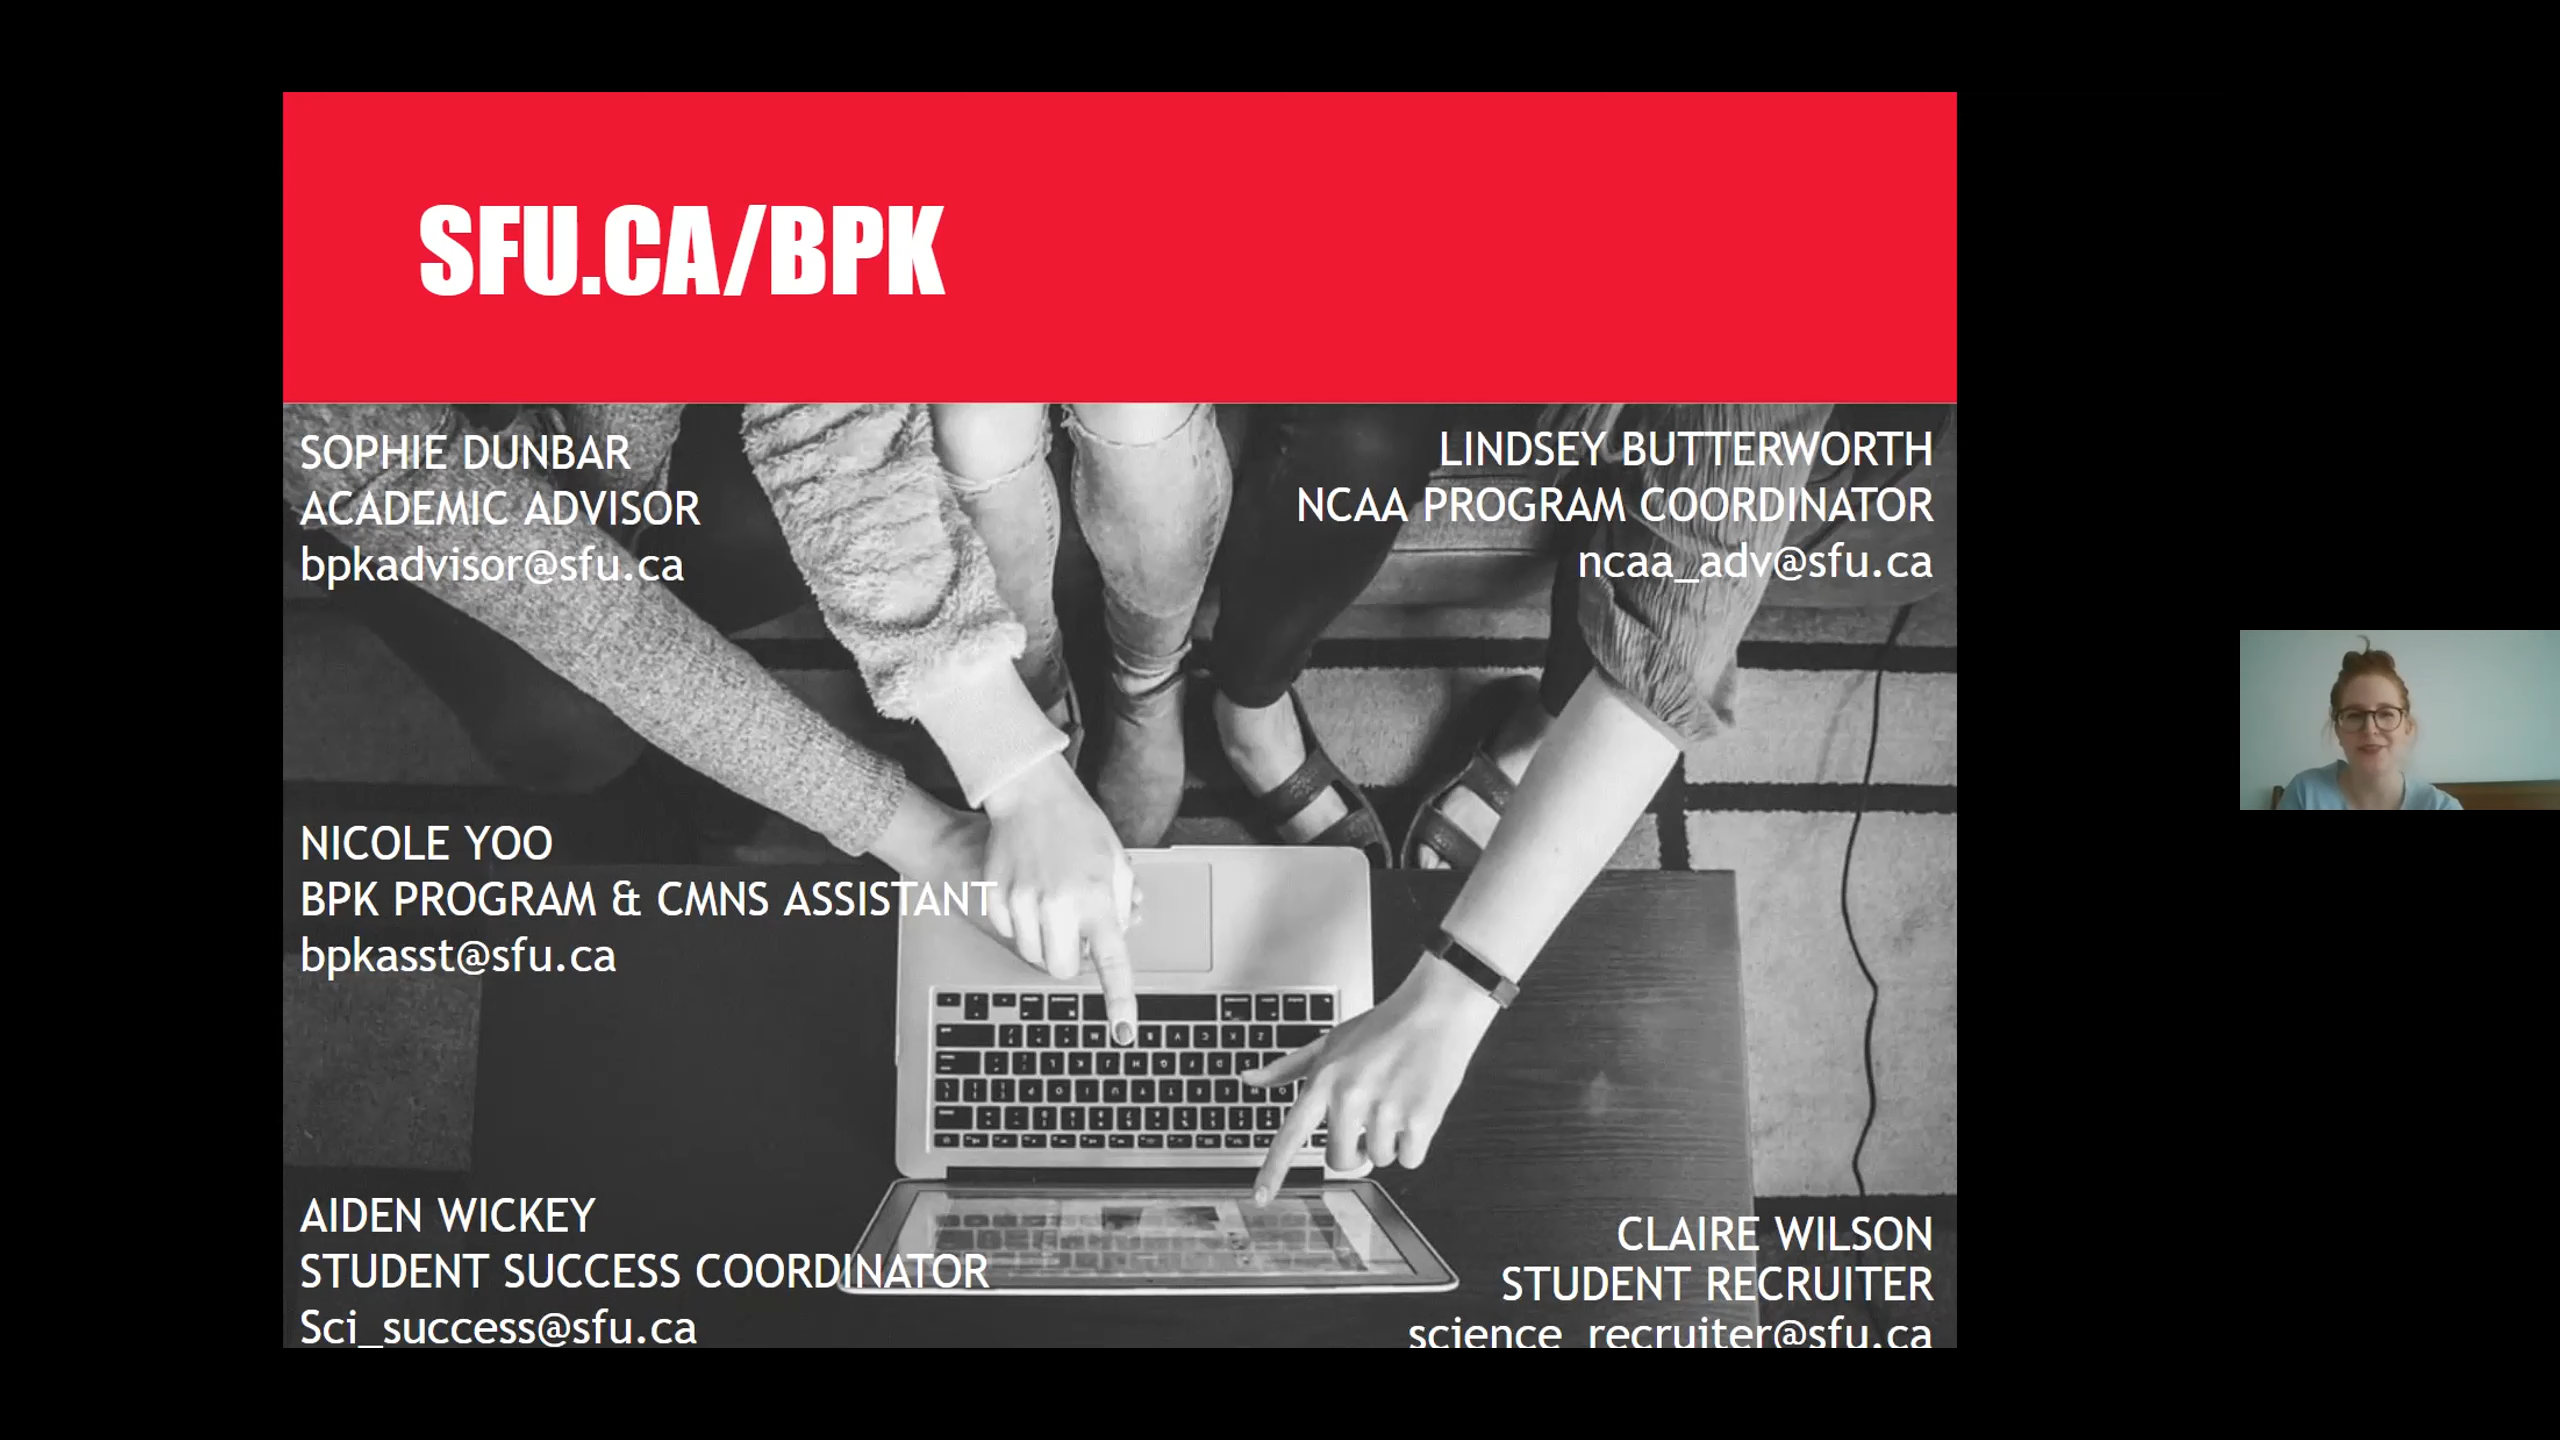 SFU.CA/BPK
SOPHIE DUNBAR
ACADEMIC ADVISOR
bpkadvisor@sfu.ca
LINDSEY BUTTERWORTH
NCAA PROGRAM COORDINATOR
ncaa_adv@sfu.ca
NICOLE YOO
BPK PROGRAM & CMNS ASSISTANT
bpkasst@sfu.ca
AIDEN WICKEY
STUDENT SUCCESS COORDINATOR
Sci_success@sfu.ca
CLAIRE WILSON
STUDENT RECRUITER
science_recruiter@sfu.ca